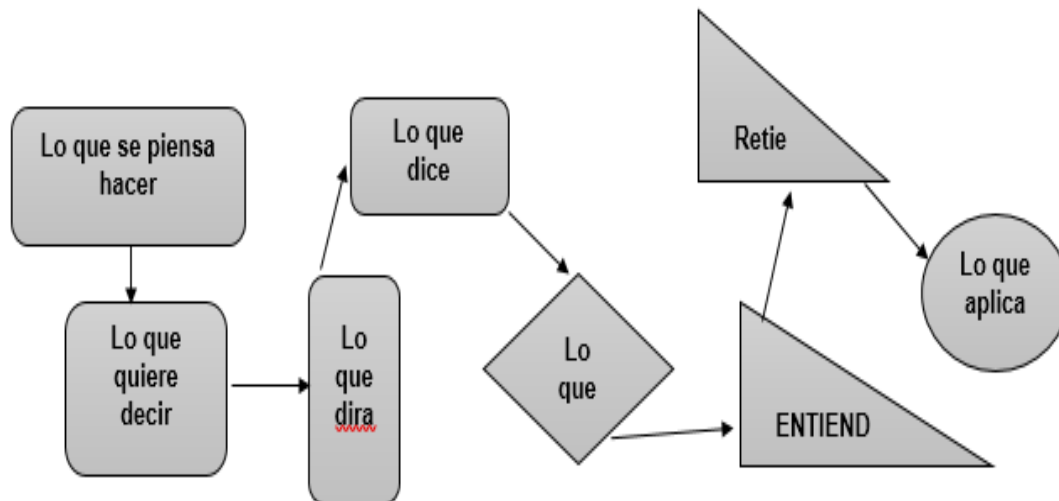 Lo que se piensa
hacer
Lo que
quiere
decir
Lo
que
dira
Lo que
dice
Lo
que
ENTIEND
Retie
Lo que
aplica